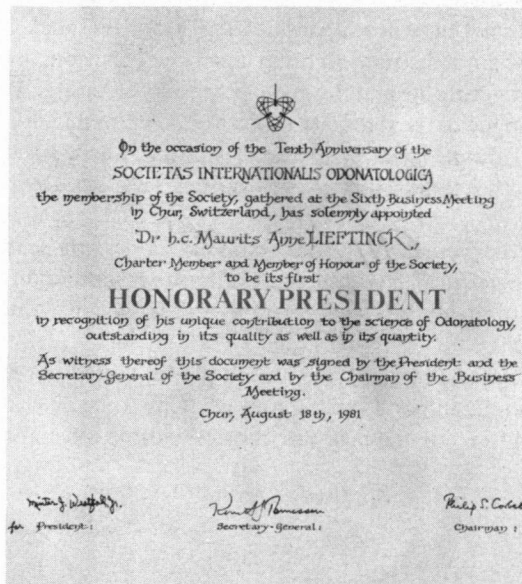 On the occasion of the Tenth Anniversary of the
SOCIETAS INTERNATIONALIS ODONATOLOGICA
the membership of the Society, gathered at the Sixth Business Meeting
in Chur, Switzerland, has solemnly appointed
Dr h.c. Maurits Anne LIEFTINCK,
Charter Member and Member of Honour of the Society,
to be its first
HONORARY PRESIDENT
in recognition of his unique contribution to the science of Odonatology,
outstanding in its quality as well as in its quantity.
As witness thereof this document was signed by the President and the
Secretary-General of the Society and by the Chairman of the Business
Meeting.
Chur, August 18th, 1981
Philip S.
for President: Secretary-General: Chairman: